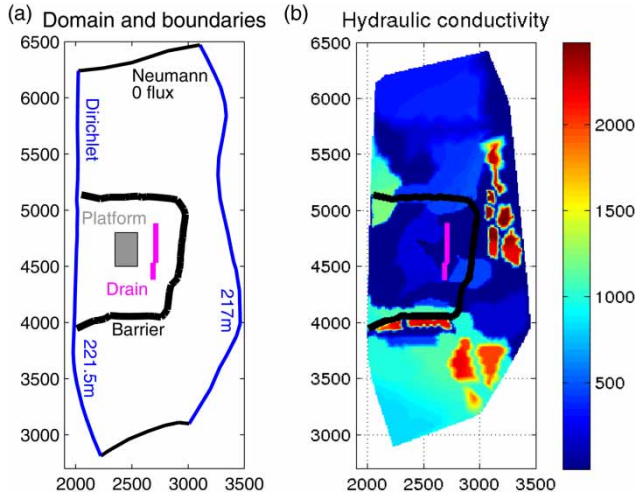 (a) Domain and boundaries
6500
6000
5500
5000
4500
4000
3500
3000
2000 2500 3000 3500
Neumann
0 flux
Dirichlet
Platform
Drain
Barrier
221.5m
217m
(b) Hydraulic conductivity
6500
6000
5500
5000
4500
4000
3500
3000
2000 2500 3000 3500
2000
1500
1000
500